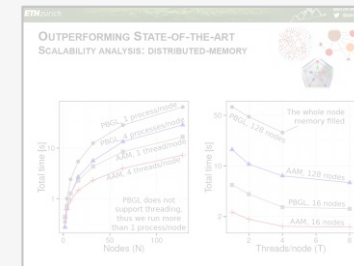 ETHzürich
OUTPERFORMING STATE-OF-THE-ART
SCALABILITY ANALYSIS: DISTRIBUTED-MEMORY
PBGL, 1 process/node
PBGL, 4 processes/node
AAM, 1 thread/node
AAM, 4 threads/node
PBGL does not
support threading,
thus we run more
than 1 process/node
Total time [s]
10
1
0
50
100
Nodes (N)
The whole node
memory filled
PBGL, 128 nodes
AAM, 128 nodes
PBGL, 16 nodes
AAM, 16 nodes
Total time [s]
50
10
2
2
4
6
8
Threads/node (T)